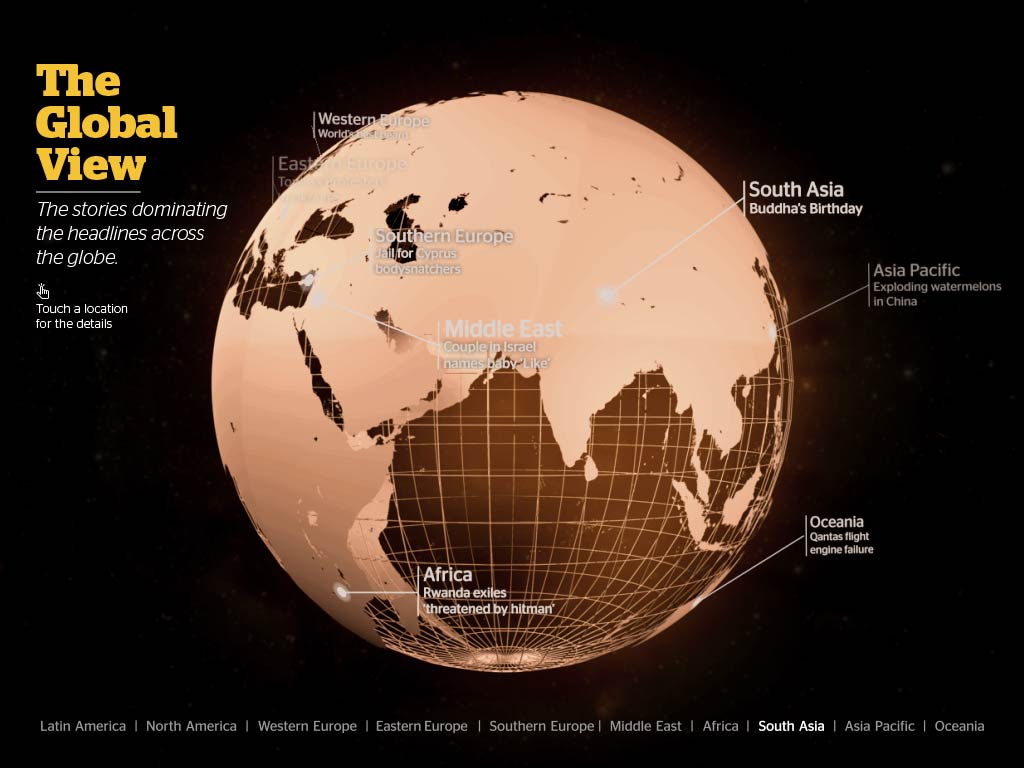 The
Global
View
The stories dominating
the headlines across
the globe.
Touch a location
for the details
Western Europe
World's
Eastern Europe
Southern Europe
Jail for Cyprus
bodysnatchers
Middle East
Couple in Israel
names baby 'Like'
South Asia
Buddha's Birthday
Asia Pacific
Exploding watermelons
in China
Oceania
Qantas flight
engine failure
Africa
Rwanda exiles
'threatened by hitman'
Latin America | North America | Western Europe | Eastern Europe | Southern Europe | Middle East | Africa | South Asia | Asia Pacific | Oceania